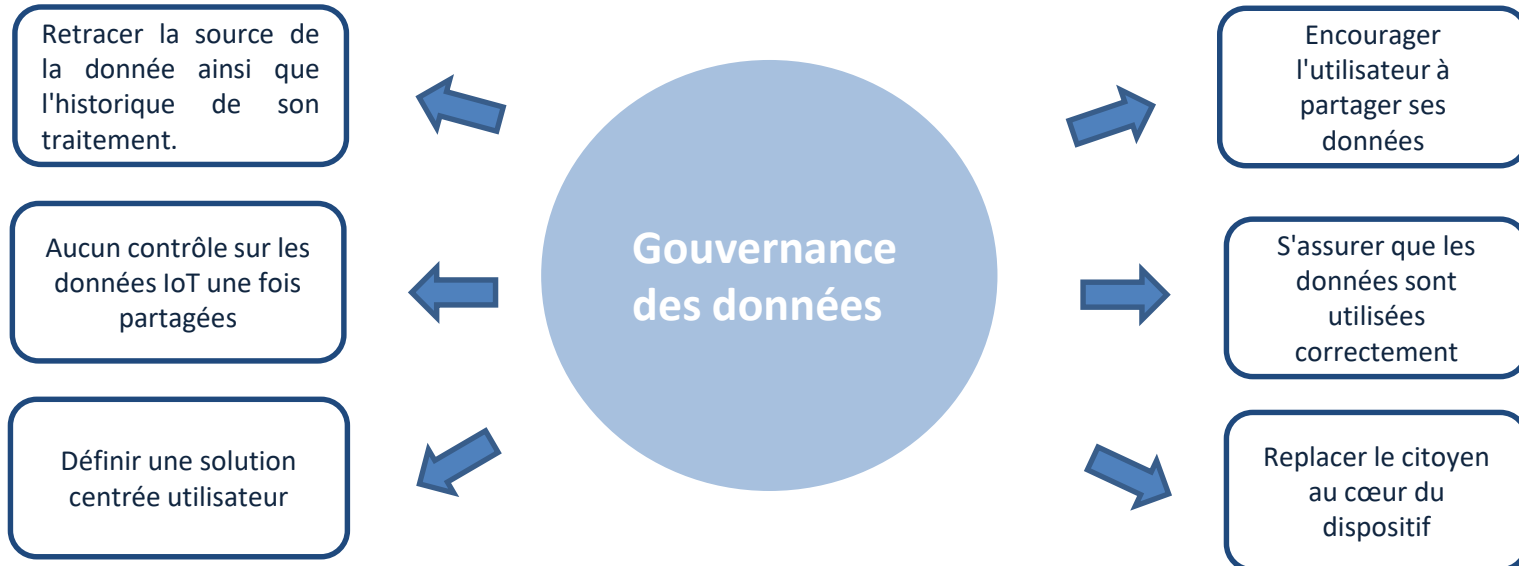 Retracer la source de
la donnée ainsi que
l'historique de son
traitement.
Aucun contrôle sur les
données IoT une fois
partagées
Définir une solution
centrée utilisateur
Gouvernance
des données
Encourager
l'utilisateur à
partager ses
données
S'assurer que les
données sont
utilisées
correctement
Replacer le citoyen
au cœur du
dispositif